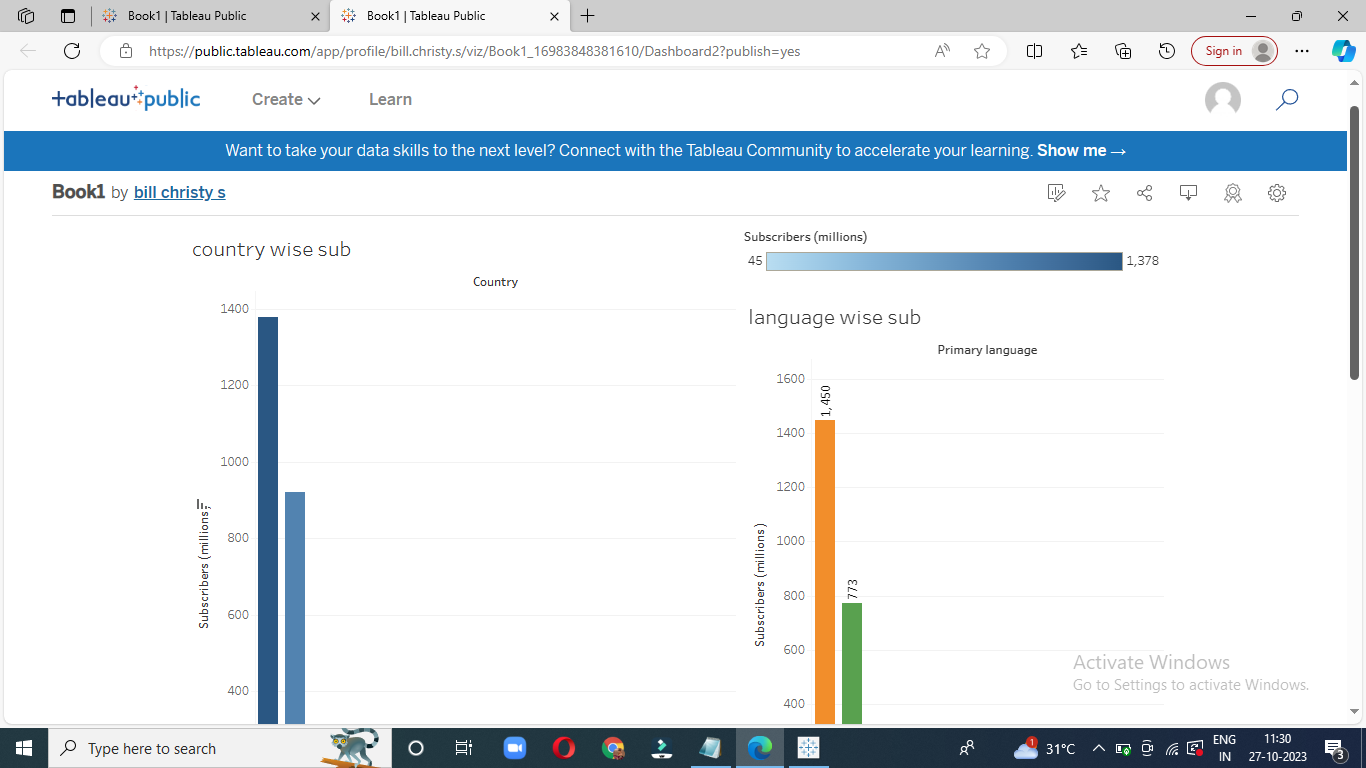 Book1 | Tableau Public
Book1 | Tableau Public
https://public.tableau.com/app/profile/bill.christy.s/viz/Book1_16983848381610/Dashboard2?publish=yes
Sign in
+ableau public
Create
Learn
Want to take your data skills to the next level? Connect with the Tableau Community to accelerate your learning. Show me →
Book1 by bill christy s
country wise sub
Country
1400
1200
1000
800
600
400
Subscribers (millions)
Subscribers (millions)
45
1,378
language wise sub
Primary language
1600
1400
1200
1000
800
600
400
Subscribers (millions)
1,450
773
Activate Windows
Go to Settings to activate Windows.
Type here to search
1
31°C
ENG
IN
11:30
27-10-2023
3